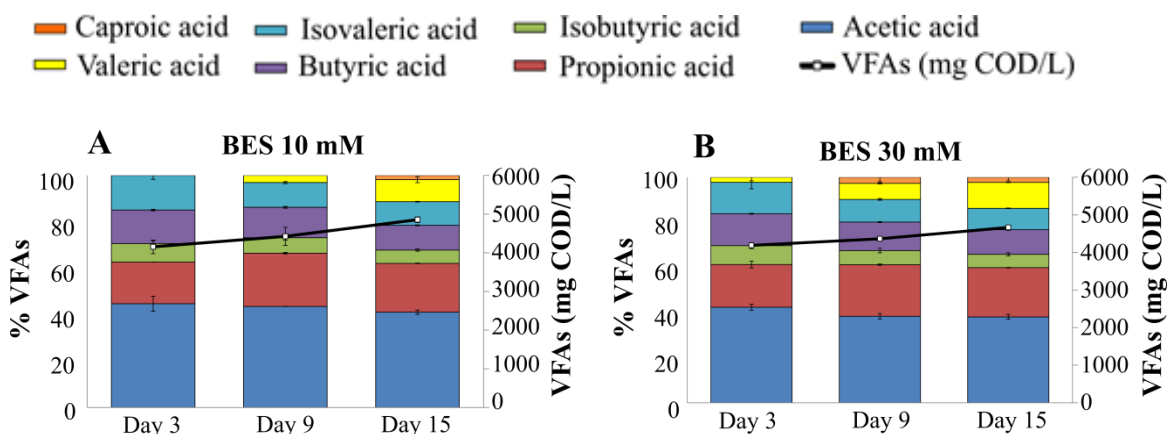 Caproic acid Isovaleric acid Isobutyric acid Acetic acid
Valeric acid Butyric acid Propionic acid VFAs (mg COD/L)
A BES 10 mM
% VFAs
100
80
60
40
20
0
6000
5000
4000
3000
2000
1000
0
VFAs (mg COD/L)
Day 3 Day 9 Day 15
B BES 30 mM
% VFAs
100
80
60
40
20
0
6000
5000
4000
3000
2000
1000
0
VFAs (mg COD/L)
Day 3 Day 9 Day 15